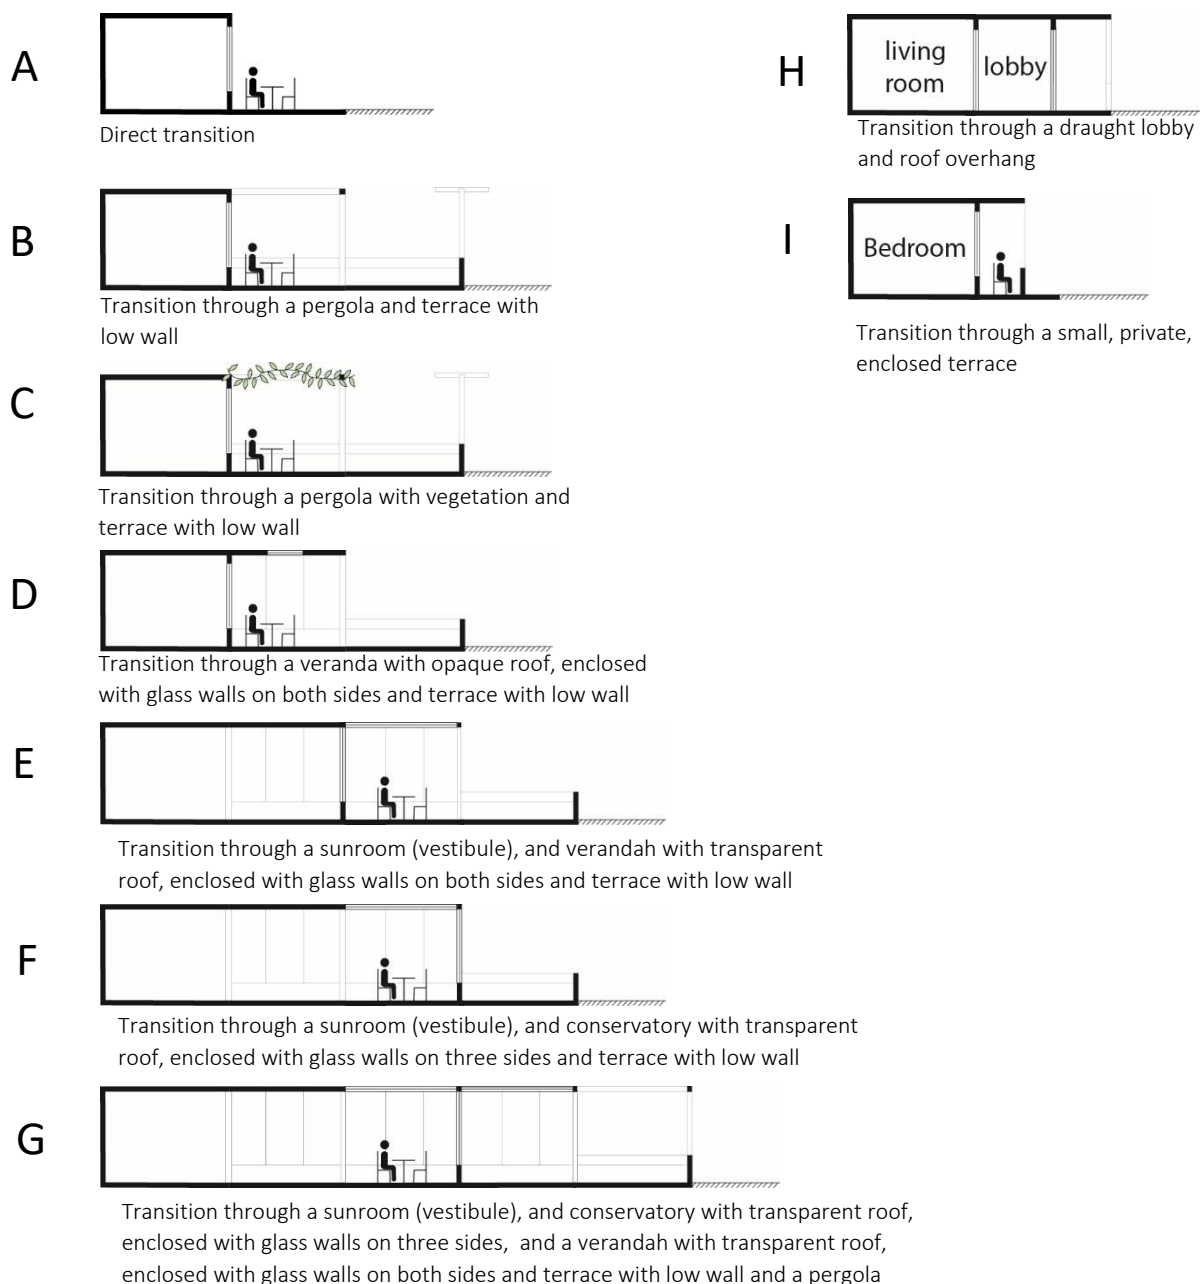 A
Direct transition
B
Transition through a pergola and terrace with
low wall
C
Transition through a pergola with vegetation and
terrace with low wall
D
Transition through a veranda with opaque roof, enclosed
with glass walls on both sides and terrace with low wall
E
Transition through a sunroom (vestibule), and verandah with transparent
roof, enclosed with glass walls on both sides and terrace with low wall
F
Transition through a sunroom (vestibule), and conservatory with transparent
roof, enclosed with glass walls on three sides and terrace with low wall
G
Transition through a sunroom (vestibule), and conservatory with transparent roof,
enclosed with glass walls on three sides, and a verandah with transparent roof,
enclosed with glass walls on both sides and terrace with low wall and a pergola
H
living
room
lobby
Transition through a draught lobby
and roof overhang
I
Bedroom
Transition through a small, private,
enclosed terrace